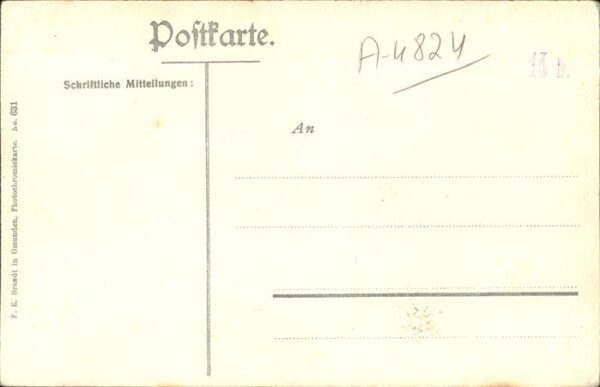 Postkarte.
A-4824
Schriftliche Mitteilungen:
An
F. E. Brandt in Gmunden, Photochromiekarte. No. 631